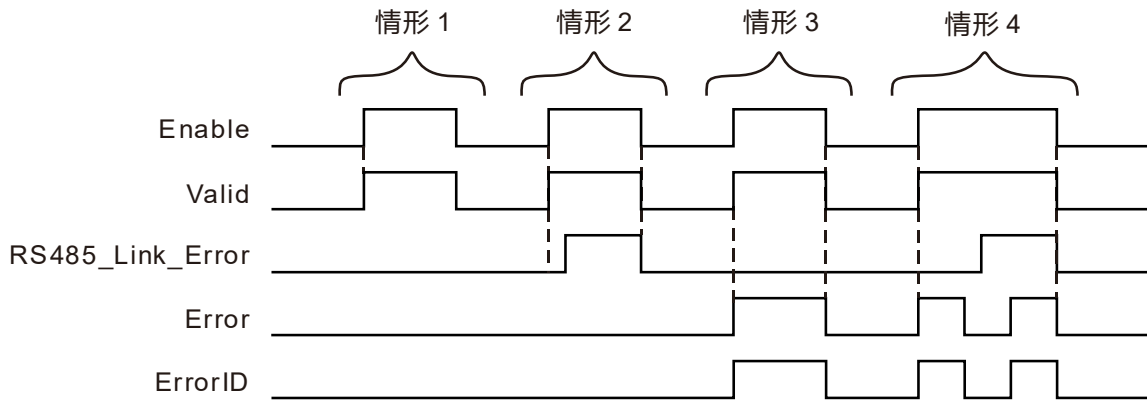 情形 1
情形 2
情形 3
情形 4
Enable
Valid
RS485_Link_Error
Error
ErrorID